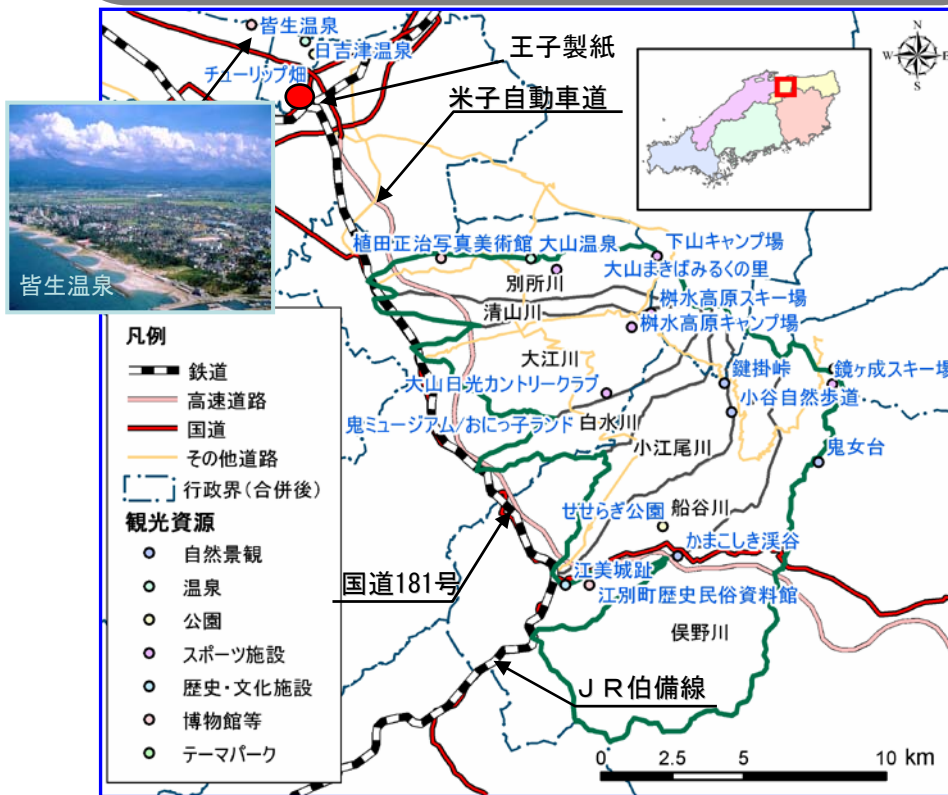 皆生温泉
日吉津温泉
チューリップ畑
王子製紙
米子自動車道
N
W
E
S
皆生温泉
植田正治写真美術館
大山温泉
下山キャンプ場
別所川
大山まきばみるくの里
桝水高原スキー場
清山川
桝水高原キャンプ場
大江川
鍵掛峠
鏡ヶ成スキー場
大山日光カントリークラブ
小谷自然歩道
鬼ミュージアム/おにっ子ランド
白水川
小江尾川
鬼女台
せせらぎ公園
船谷川
かまこしき渓谷
国道181号
江美城趾
江別町歴史民俗資料館
俣野川
ＪＲ伯備線
凡例
鉄道
高速道路
国道
その他道路
行政界(合併後)
観光資源
自然景観
温泉
公園
スポーツ施設
歴史・文化施設
博物館等
テーマパーク
0 2.5 5 10 km